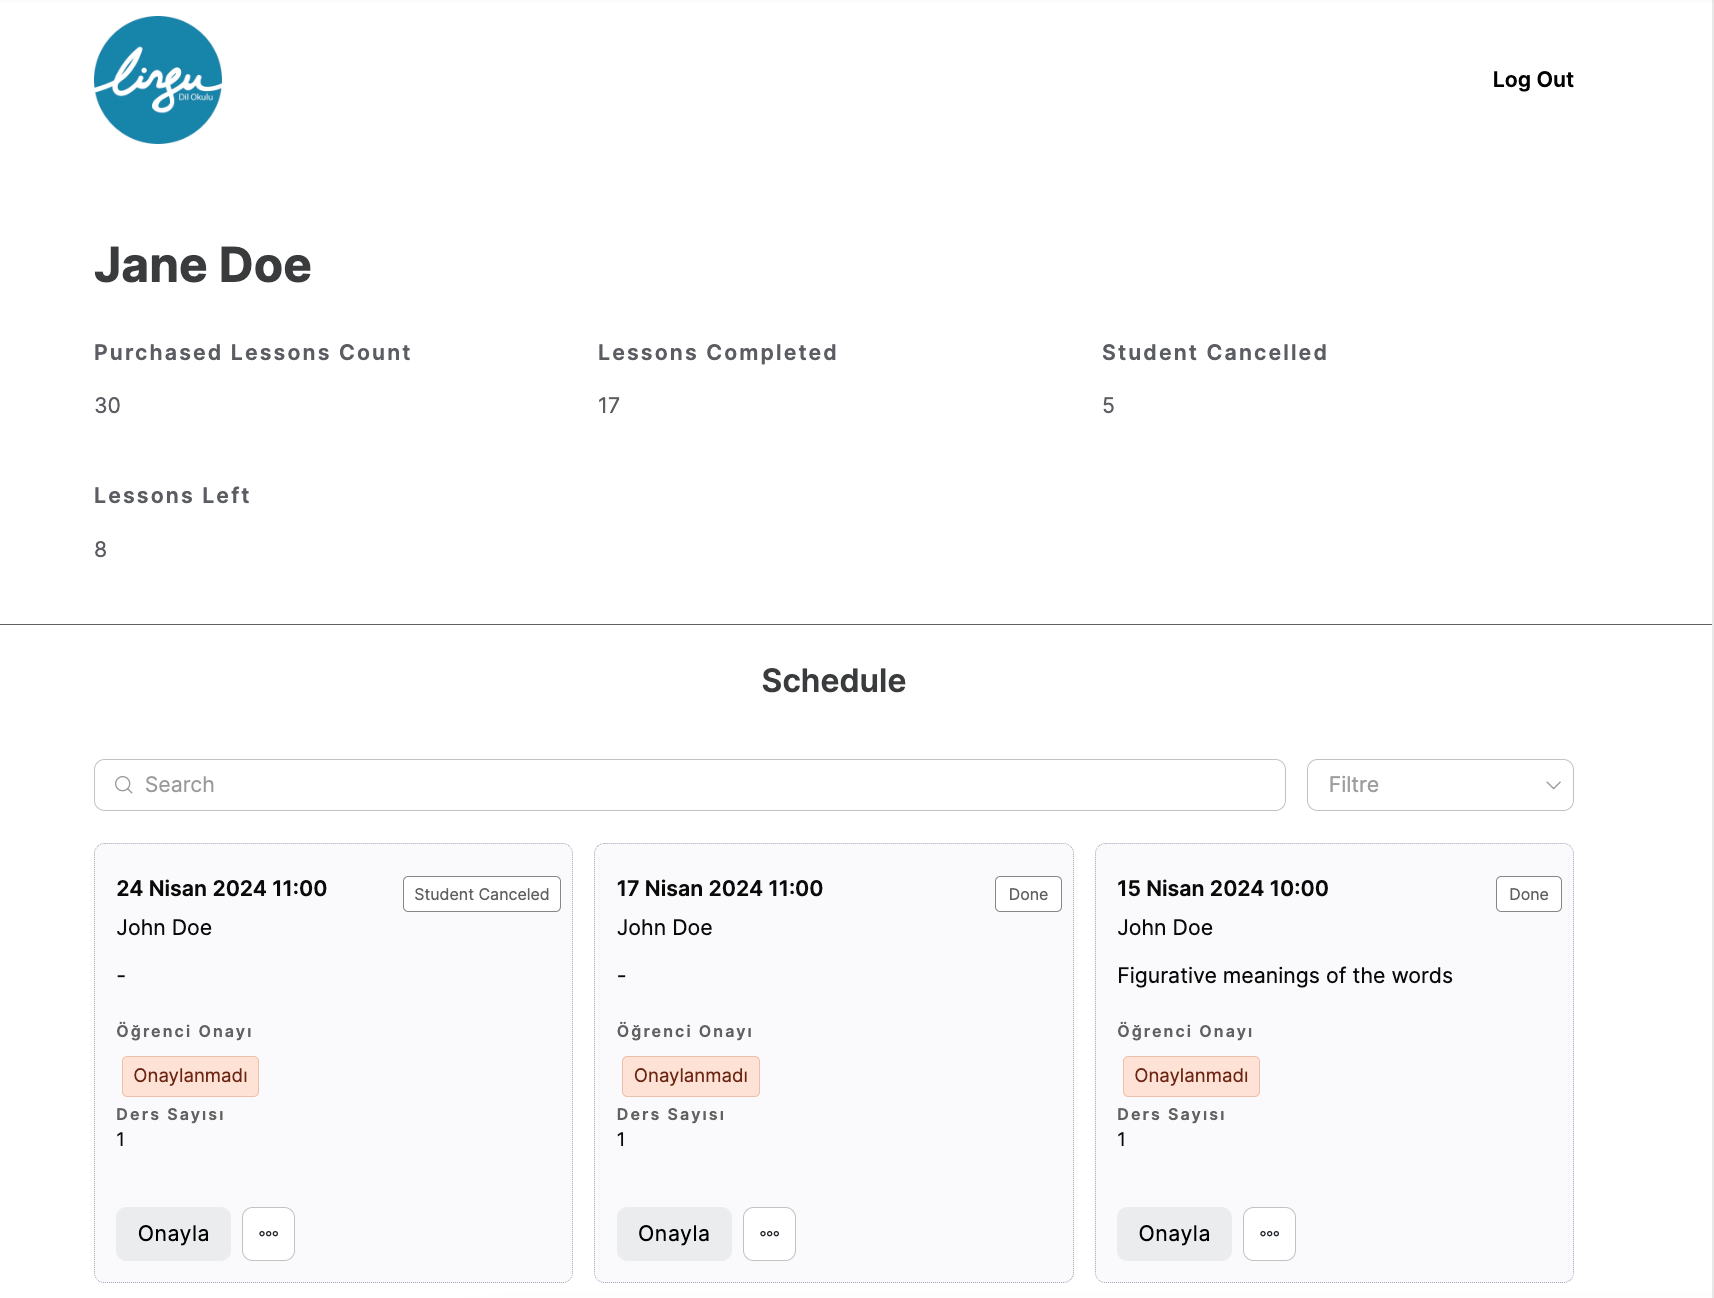 lingu
Dil Okulu
Log Out
Jane Doe
Purchased Lessons Count
30
Lessons Completed
17
Student Cancelled
5
Lessons Left
8
Schedule
Search
Filtre
24 Nisan 2024 11:00
Student Canceled
John Doe
-
Öğrenci Onayı
Onaylanmadı
Ders Sayısı
1
Onayla
17 Nisan 2024 11:00
Done
John Doe
-
Öğrenci Onayı
Onaylanmadı
Ders Sayısı
1
Onayla
15 Nisan 2024 10:00
Done
John Doe
Figurative meanings of the words
Öğrenci Onayı
Onaylanmadı
Ders Sayısı
1
Onayla